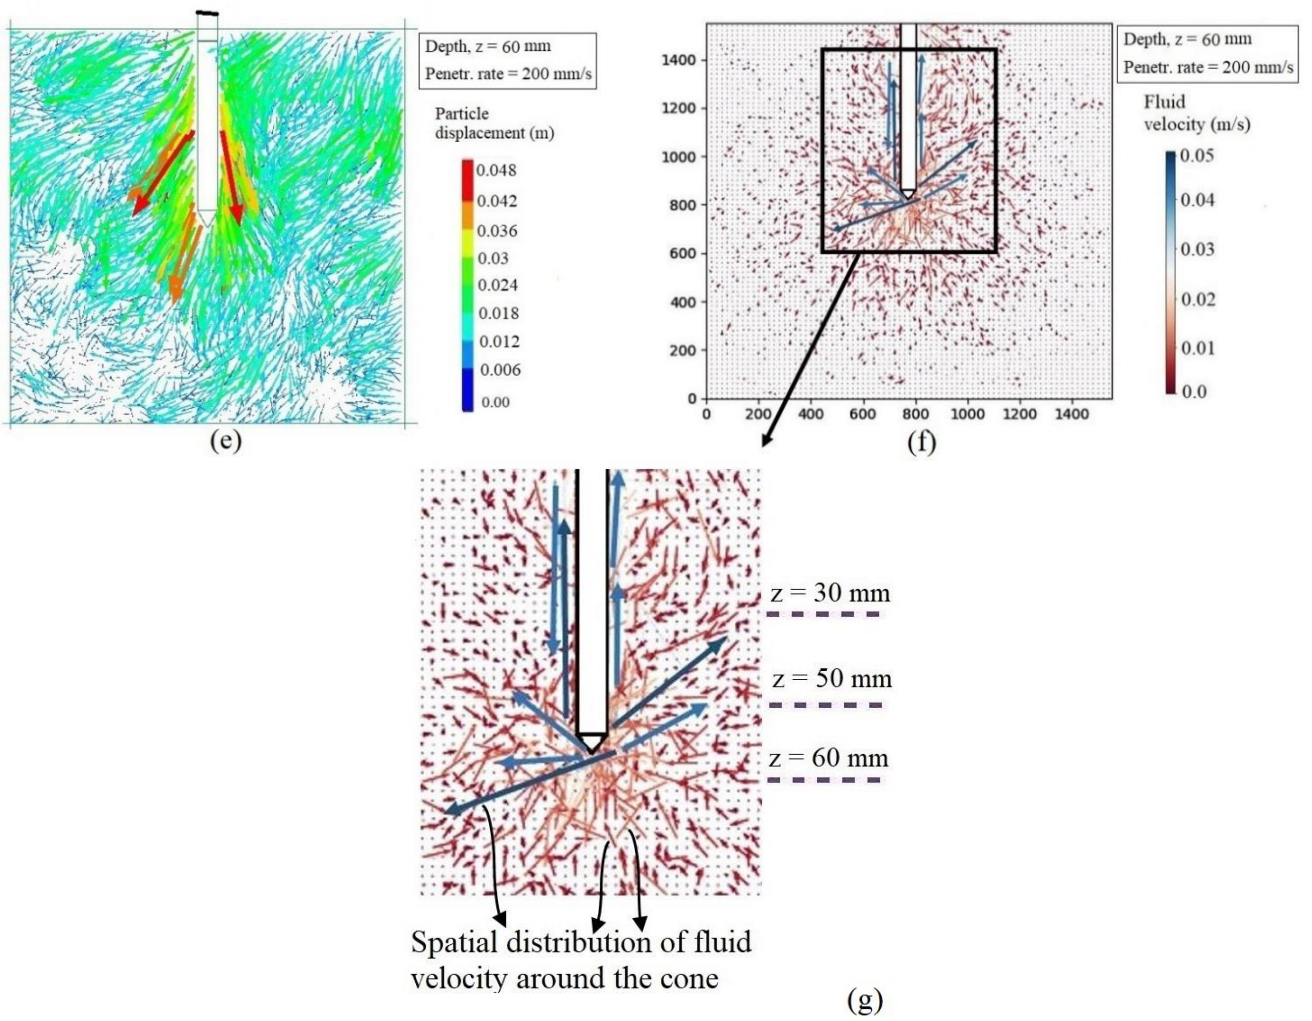 Depth, z = 60 mm
Penetr. rate = 200 mm/s
Particle
displacement (m)
0.048
0.042
0.036
0.03
0.024
0.018
0.012
0.006
0.00
(e)
1400
1200
1000
800
600
400
200
0
0 200 400 600 800 1000 1200 1400
Depth, z = 60 mm
Penetr. rate = 200 mm/s
Fluid
velocity (m/s)
0.05
0.04
0.03
0.02
0.01
0.0
(f)
z = 30 mm
z = 50 mm
z = 60 mm
Spatial distribution of fluid
velocity around the cone
(g)